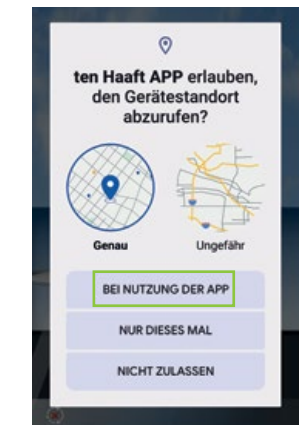 ten Haaft APP erlauben,
den Gerätestandort
abzurufen?
Genau
Ungefähr
BEI NUTZUNG DER APP
NUR DIESES MAL
NICHT ZULASSEN